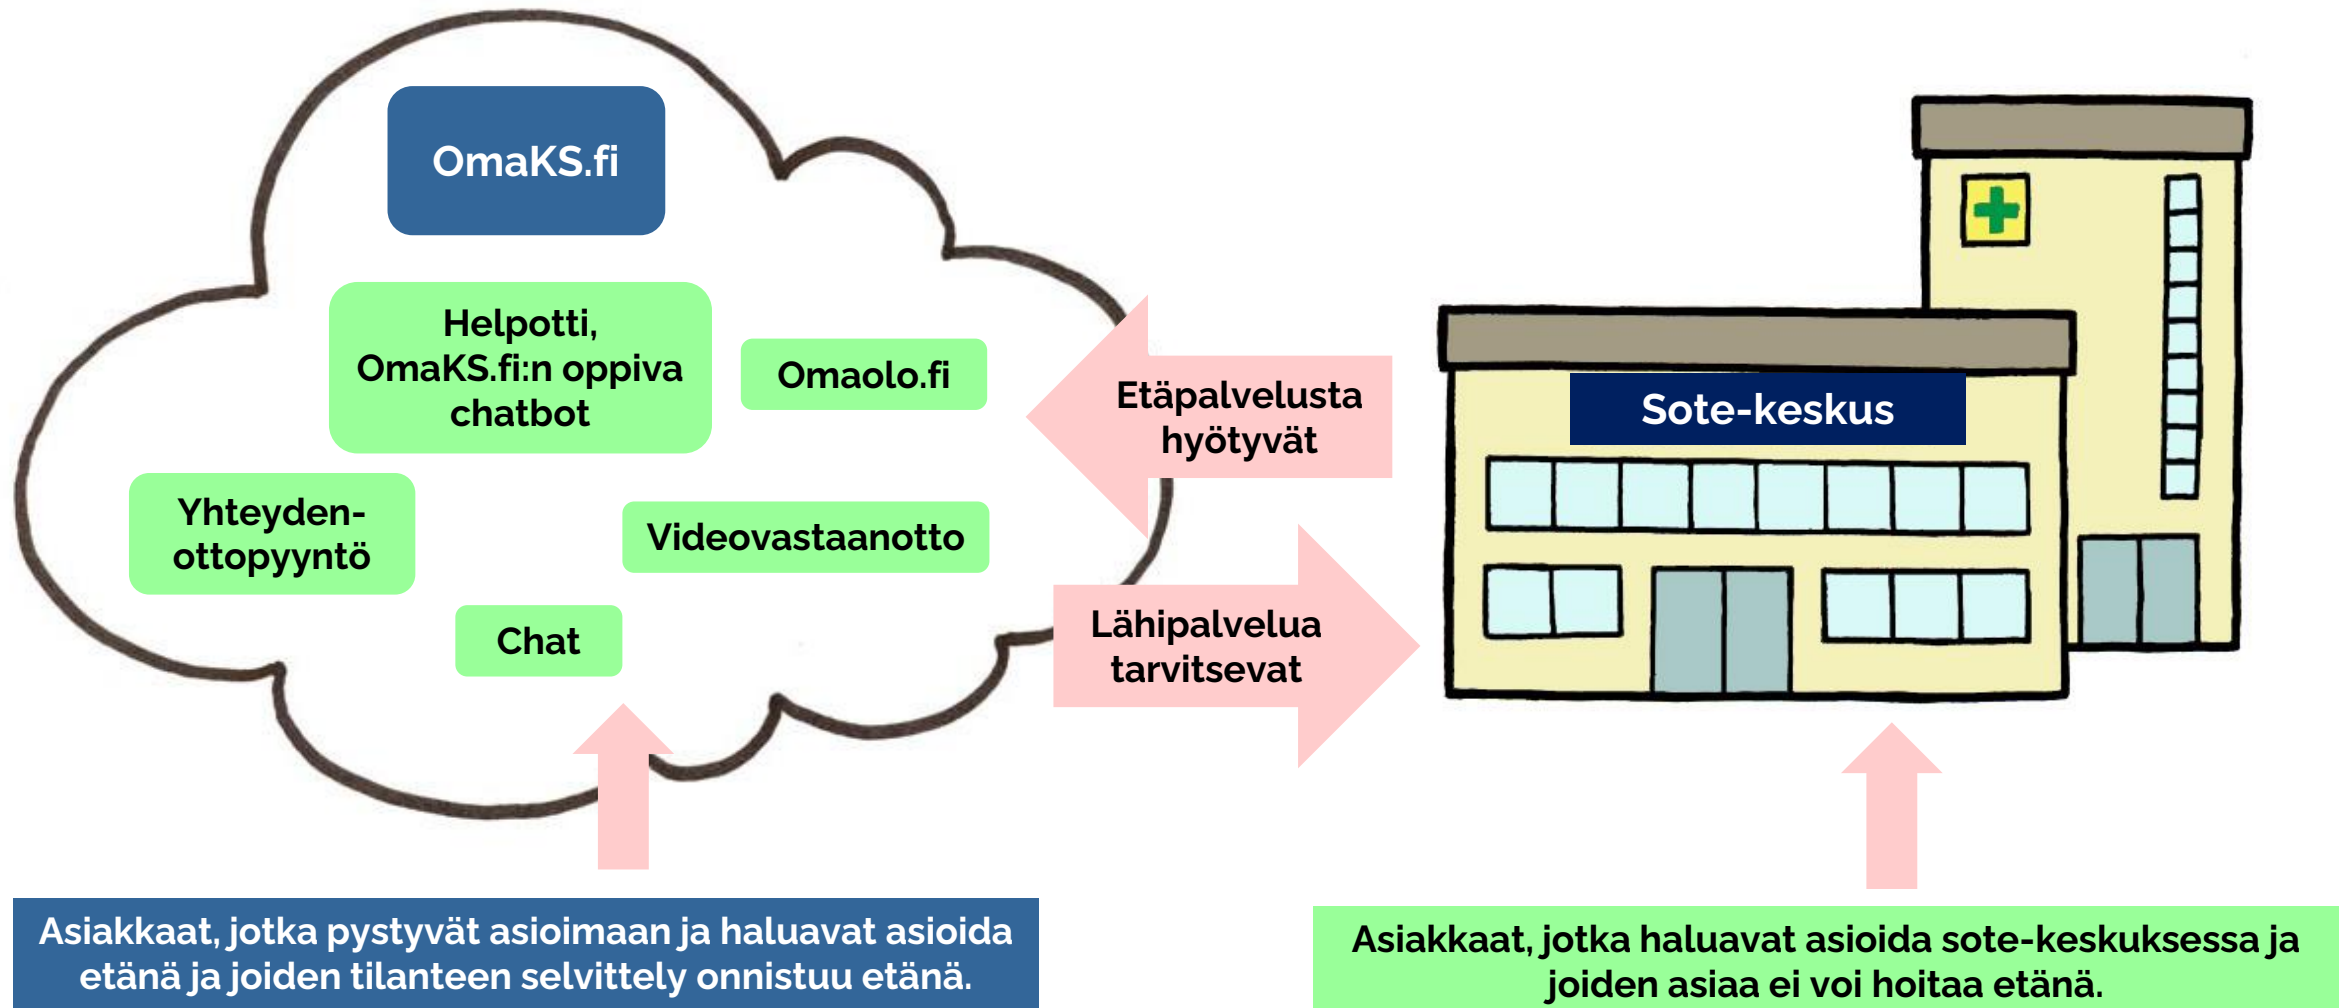 OmaKS.fi
Helpotti,
OmaKS.fi:n oppiva
chatbot
Omaolo.fi
Yhteyden-
ottopyyntö
Videovastaanotto
Chat
Etäpalvelusta
hyötyvät
Lähipalvelua
tarvitsevat
Sote-keskus
Asiakkaat, jotka pystyvät asioimaan ja haluavat asioida
etänä ja joiden tilanteen selvittely onnistuu etänä.
Asiakkaat, jotka haluavat asioida sote-keskuksessa ja
joiden asiaa ei voi hoitaa etänä.